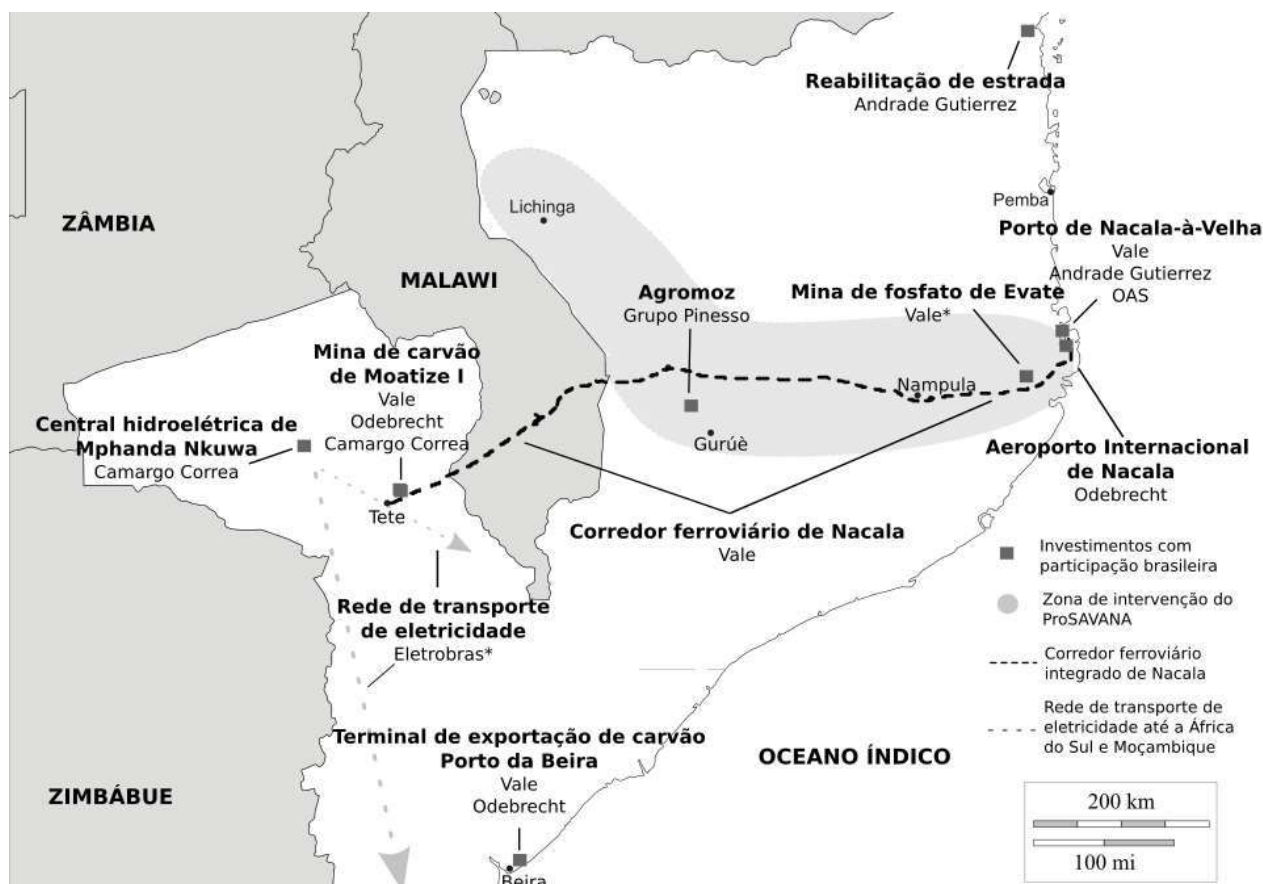 Reabilitação de estrada
Andrade Gutierrez
Pemba
Lichinga
ZÂMBIA
Porto de Nacala-à-Velha
Vale
Andrade Gutierrez
OAS
MALAWI
Agromoz
Grupo Pinesso
Mina de fosfato de Evate
Vale*
Mina de carvão
de Moatize I
Vale
Odebrecht
Camargo Correa
Nampula
Central hidroelétrica de
Mphanda Nkuwa
Camargo Correa
Gurúè
Aeroporto Internacional
de Nacala
Odebrecht
Tete
Corredor ferroviário de Nacala
Vale
Rede de transporte
de eletricidade
Eletrobras*
Terminal de exportação de carvão
Porto da Beira
Vale
Odebrecht
OCEANO ÍNDICO
ZIMBÁBUE
Beira
Investimentos com
participação brasileira
Zona de intervenção do
ProSAVANA
Corredor ferroviário
integrado de Nacala
Rede de transporte de
eletricidade até a África
do Sul e Moçambique
200 km
100 mi